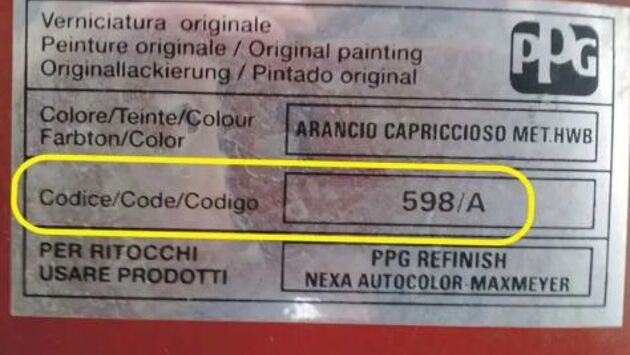 Verniciatura originale
Peinture originale / Original painting
Originallackierung / Pintado original
PPG
Colore/Teinte/Colour
Farbton/Color
ARANCIO CAPRICCIOSO MET.HWB
Codice/Code/Codigo
598/A
PER RITOCCHI
USARE PRODOTTI
PPG REFINISH
NEXA AUTOCOLOR-MAXMEYER